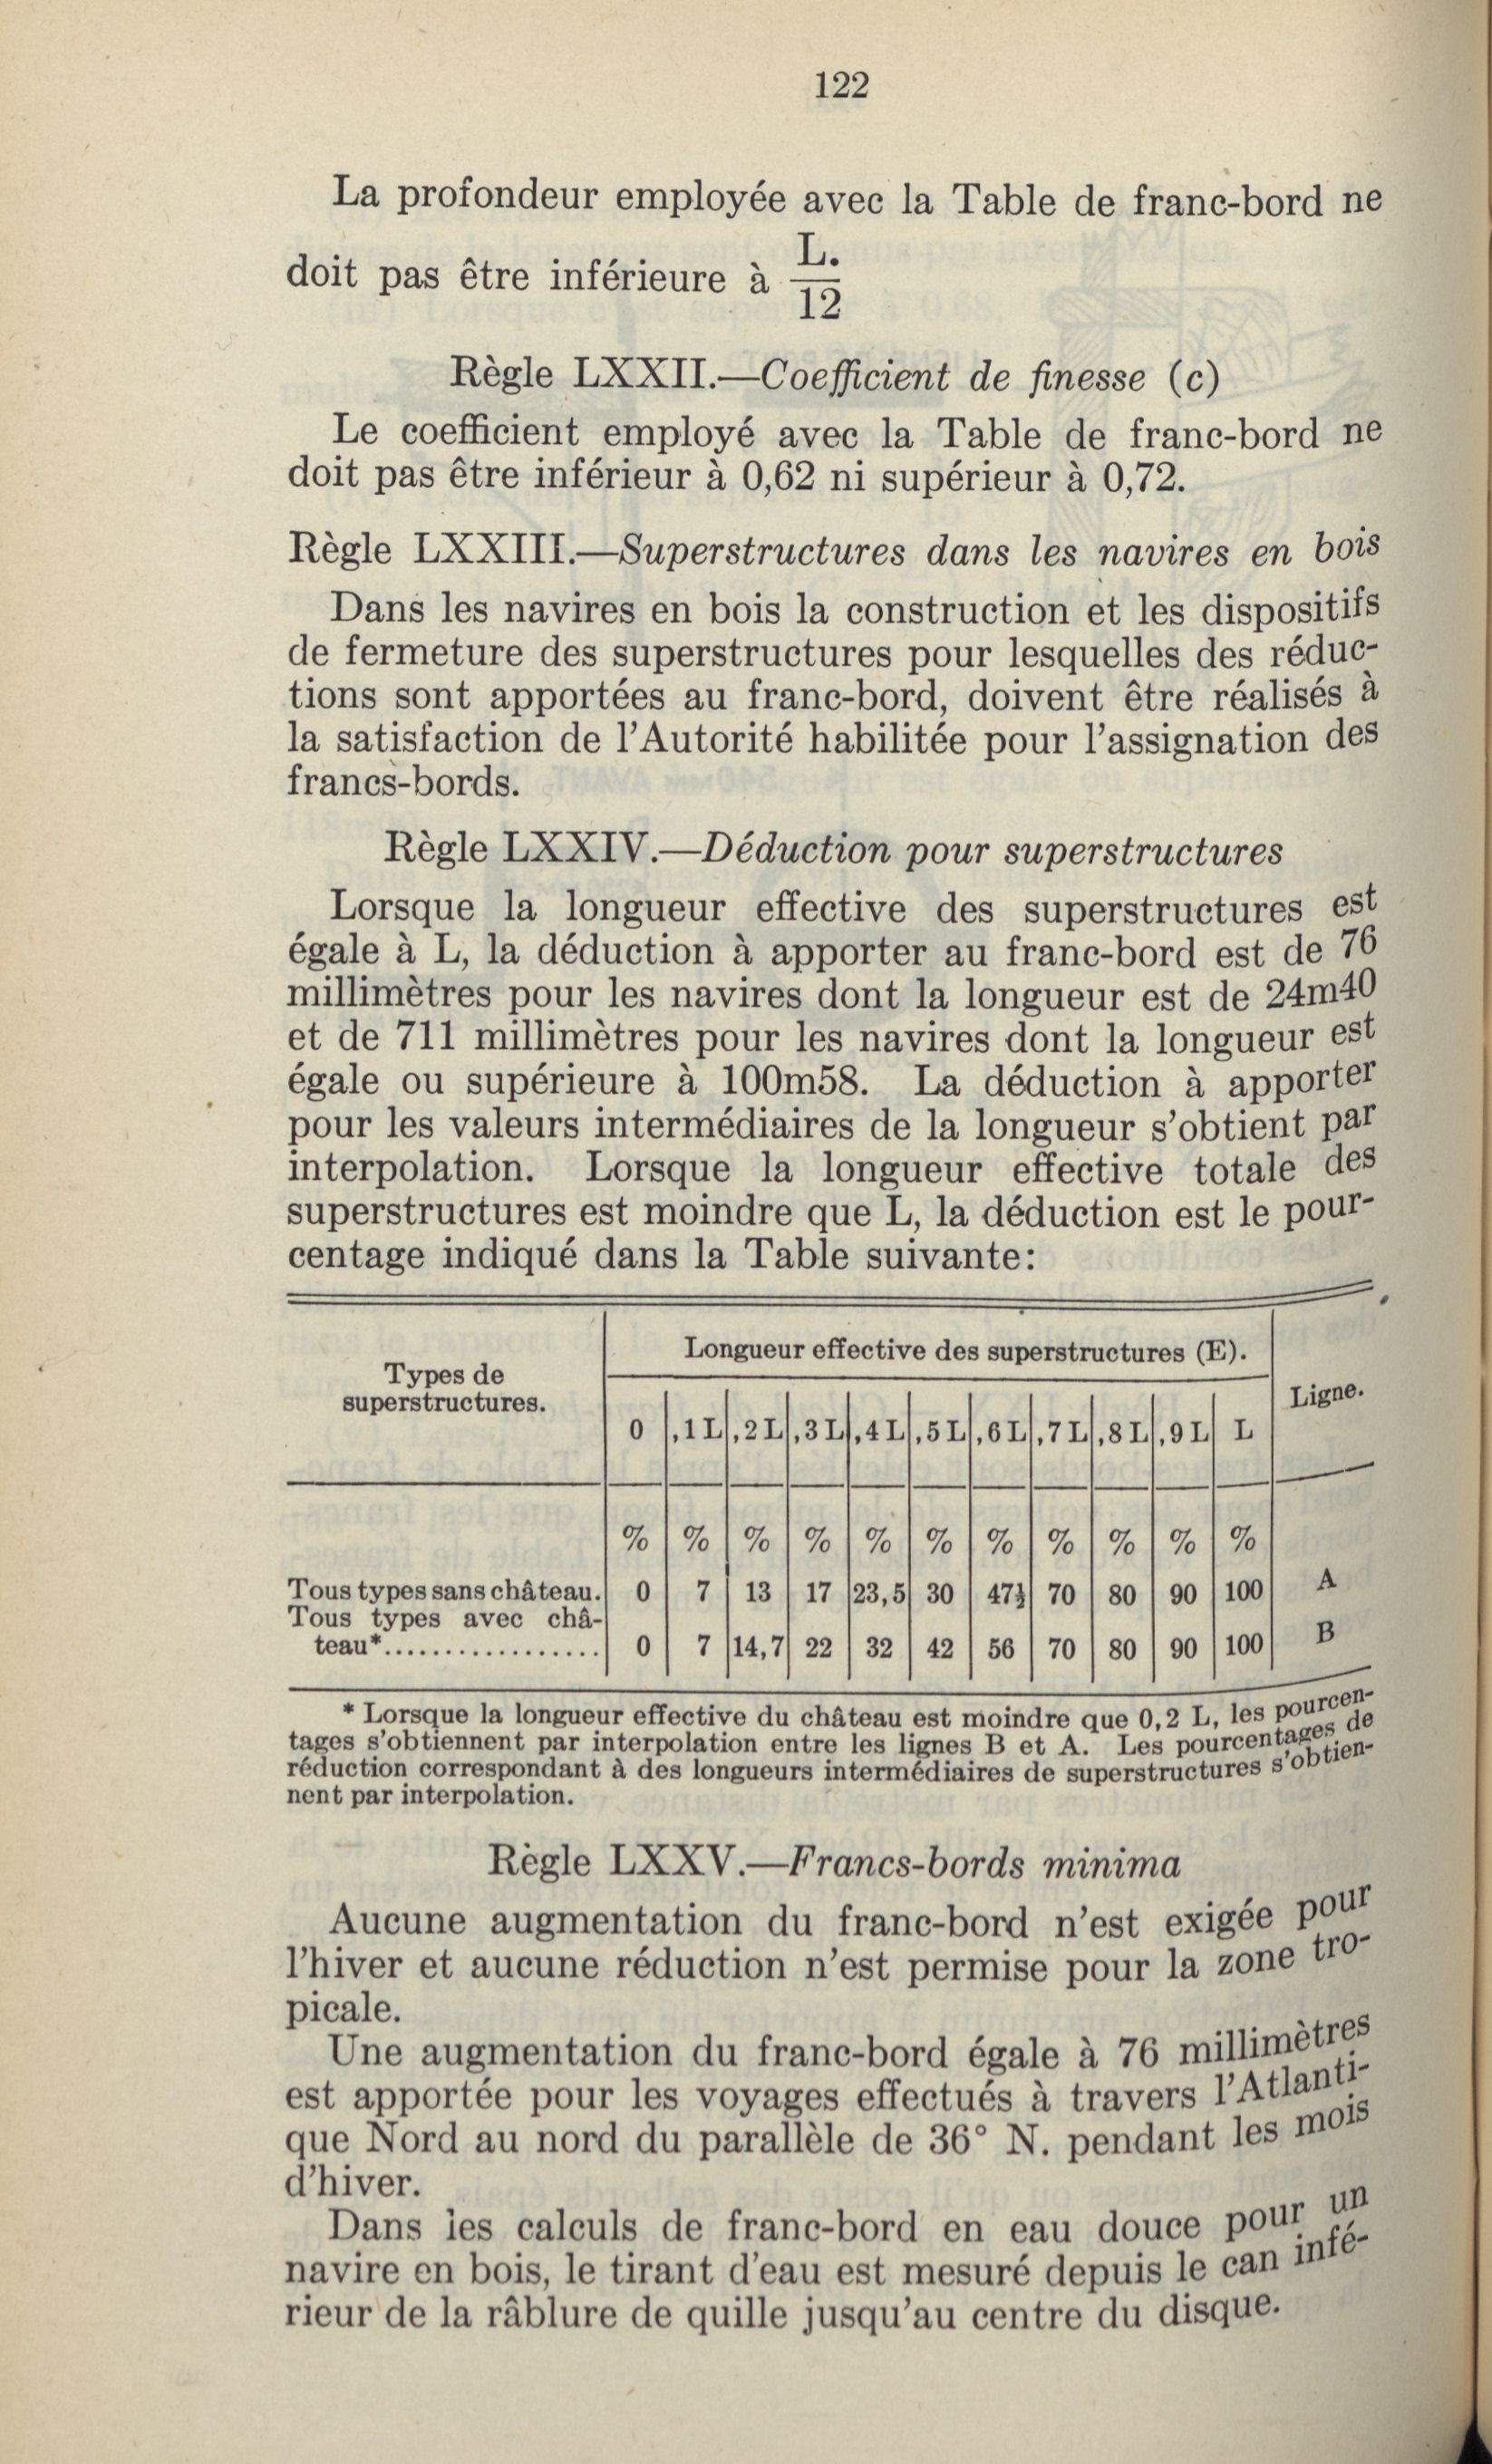 122
La profondeur employée avec la Table de franc-bord ne
doit pas être inférieure à L./12
Règle LXXII.—Coefficient de finesse (c)
Le coefficient employé avec la Table de franc-bord ne
doit pas être inférieur à 0,62 ni supérieur à 0,72.
Règle LXXIII.—Superstructures dans les navires en bois
Dans les navires en bois la construction et les dispositifs
de fermeture des superstructures pour lesquelles des réduc-
tions sont apportées au franc-bord, doivent être réalisés à
la satisfaction de l'Autorité habilitée pour l'assignation des
francs-bords.
Règle LXXIV.—Déduction pour superstructures
Lorsque la longueur effective des superstructures est
égale à L, la déduction à apporter au franc-bord est de 76
millimètres pour les navires dont la longueur est de 24m40
et de 711 millimètres pour les navires dont la longueur est
égale ou supérieure à 100m58. La déduction à apporter
pour les valeurs intermédiaires de la longueur s'obtient par
interpolation. Lorsque la longueur effective totale des
superstructures est moindre que L, la déduction est le pour-
centage indiqué dans la Table suivante:
Types de
superstructures.
Longueur effective des superstructures (E).
Ligne.
0 ,1 L ,2 L ,3 L ,4 L ,5 L ,6 L ,7 L ,8 L ,9 L L
% % % % % % % % % % %
Tous types sans château. 0 7 13 17 23,5 30 47½ 70 80 90 100 A
Tous types avec châ-
teau*................. 0 7 14,7 22 32 42 56 70 80 90 100 B
* Lorsque la longueur effective du château est moindre que 0,2 L, les pourcen-
tages s'obtiennent par interpolation entre les lignes B et A. Les pourcentages de
réduction correspondant à des longueurs intermédiaires de superstructures s'obtien-
nent par interpolation.
Règle LXXV.—Francs-bords minima
Aucune augmentation du franc-bord n'est exigée pour
l'hiver et aucune réduction n'est permise pour la zone tro-
picale.
Une augmentation du franc-bord égale à 76 millimètres
est apportée pour les voyages effectués à travers l'Atlanti-
que Nord au nord du parallèle de 36° N. pendant les mois
d'hiver.
Dans les calculs de franc-bord en eau douce pour un
navire en bois, le tirant d'eau est mesuré depuis le can infé-
rieur de la râblure de quille jusqu'au centre du disque.